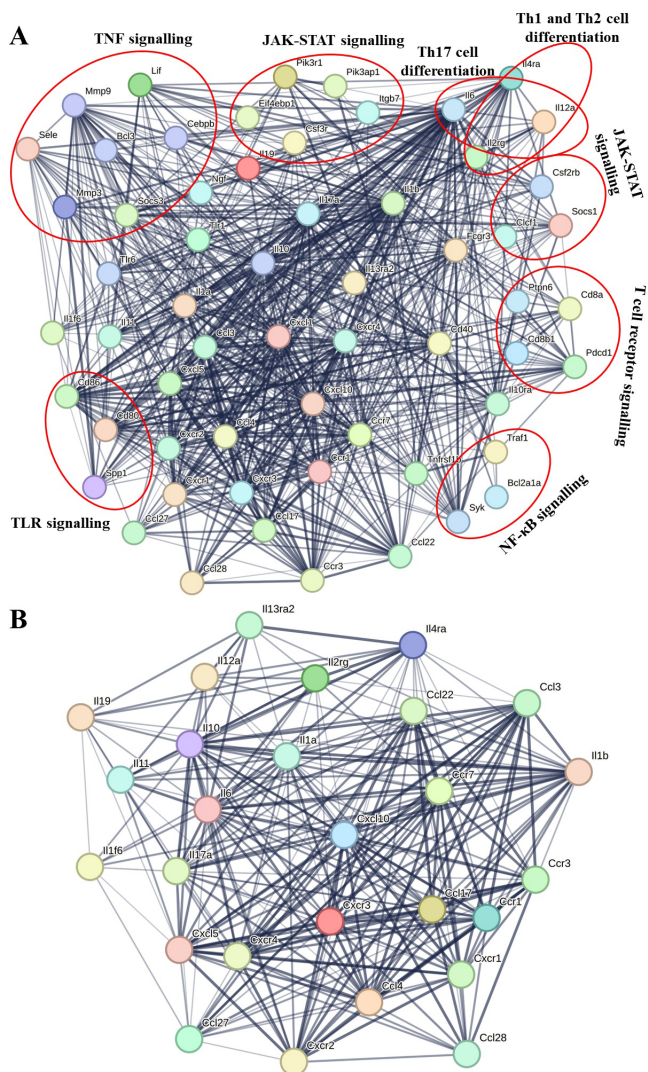 A
TNF signalling
JAK-STAT signalling
Th1 and Th2 cell
differentiation
Th17 cell
differentiation
Lif
Mmp9
Pik3r1
Pik3ap1
Il4ra
Eif4ebp1
Itgb7
Il6
Il12a
Sele
Bcl3
Cebpb
Csf3r
Il19
Il2rg
JAK-STAT
signalling
Mmp3
Socs3
Ngf
Il17a
Il1b
Csf2rb
Socs1
Tlr1
Clcf1
Fcgr3
Tlr6
Il10
Il13ra2
Il1a
Ptpn6
Cd8a
Il1f6
Il11
Ccl3
Cxcl1
Cxcr4
Cd40
Cd8b1
Pdcd1
T cell receptor signalling
Cd86
Cxcl5
Cxcl10
Il10ra
Cd80
Cxcr2
Ccl4
Ccr7
Traf1
Spp1
Cxcr1
Cxcr3
Ccr1
Bcl2a1a
Syk
NF-κB signalling
TLR signalling
Ccl27
Ccl17
Ccl22
Ccl28
Ccr3
B
Il13ra2
Il4ra
Il12a
Il2rg
Il19
Ccl22
Ccl3
Il10
Il1a
Il1b
Il11
Il6
Ccr7
Cxcl10
Il1f6
Il17a
Ccr3
Ccl17
Cxcr3
Ccr1
Cxcl5
Cxcr4
Cxcr1
Ccl4
Ccl27
Cxcr2
Ccl28